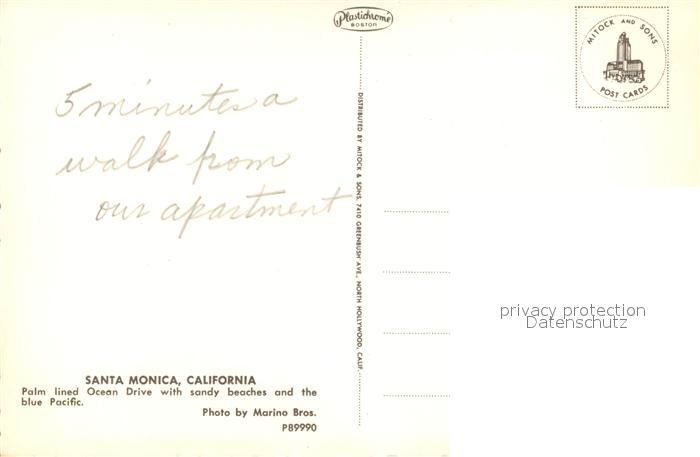 Plastichrome
BOSTON
MITOCK AND SONS
POST CARDS
5 minutes a
walk from
our apartment
DISTRIBUTED BY MITOCK & SONS, 7410 GREENBUSH AVE., NORTH HOLLYWOOD, CALIF.
privacy protection
Datenschutz
SANTA MONICA, CALIFORNIA
Palm lined Ocean Drive with sandy beaches and the
blue Pacific.
Photo by Marino Bros.
P89990